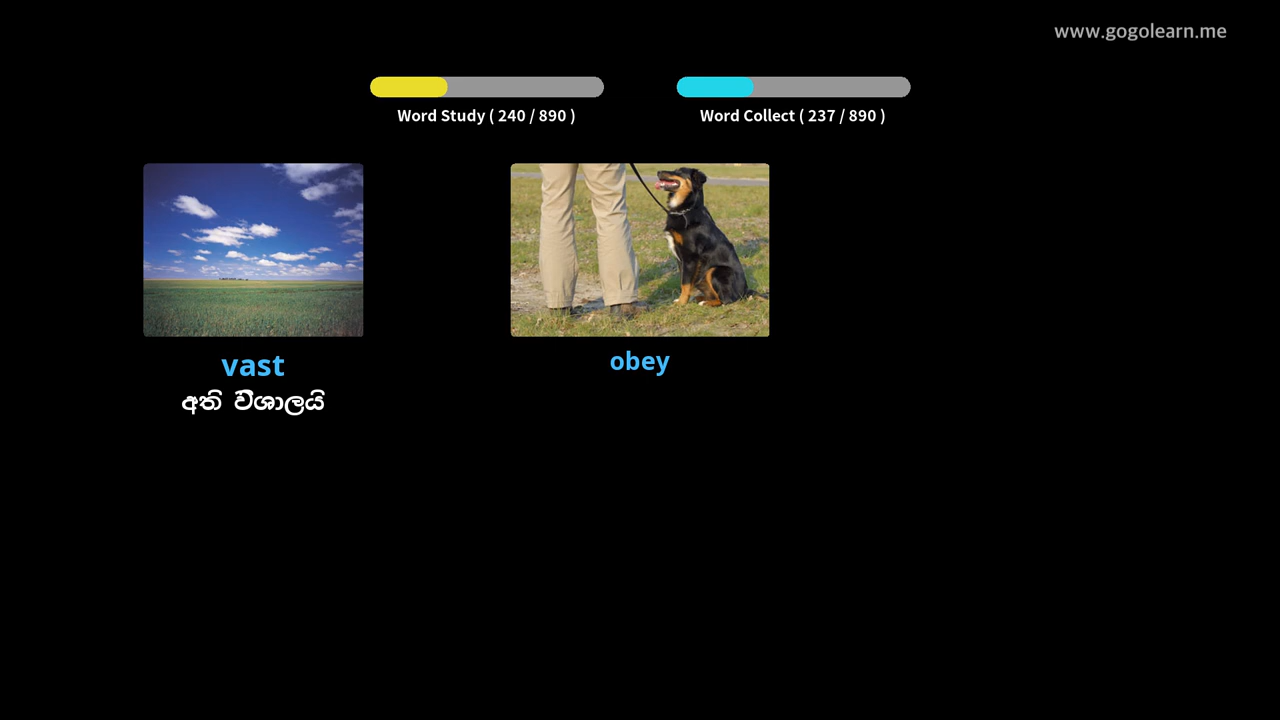 www.gogolearn.me
Word Study ( 240 / 890 )
Word Collect ( 237 / 890 )
vast
අති විශාලයි
obey